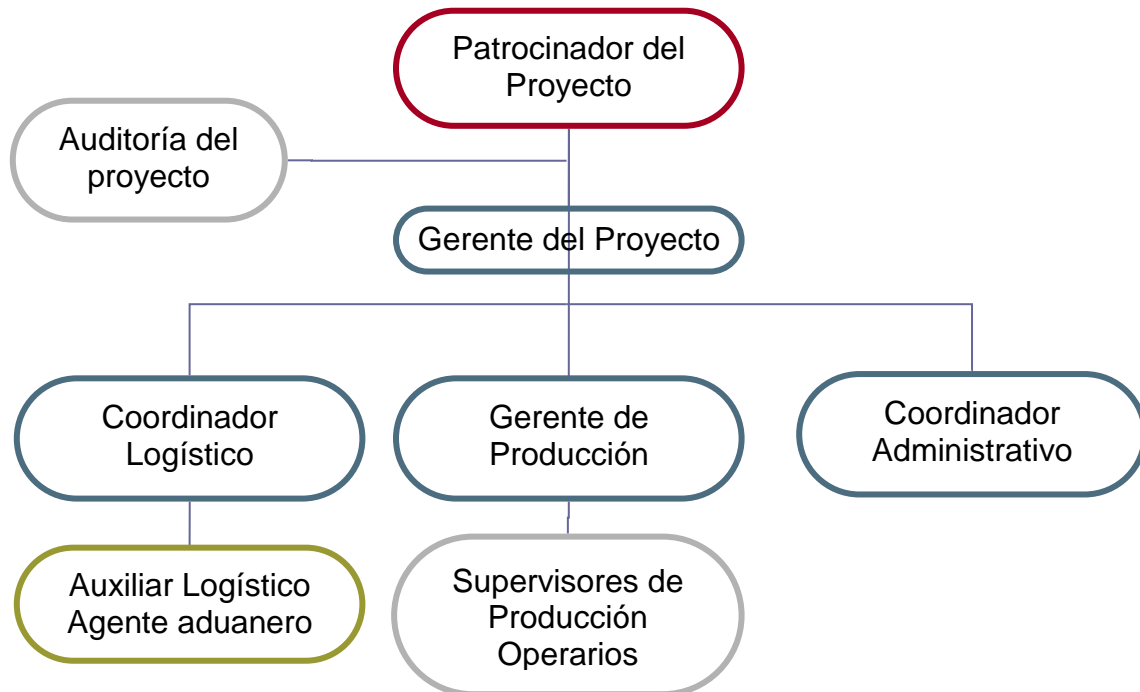 Patrocinador del
Proyecto
Auditoría del
proyecto
Gerente del Proyecto
Coordinador
Logístico
Gerente de
Producción
Coordinador
Administrativo
Auxiliar Logístico
Agente aduanero
Supervisores de
Producción
Operarios